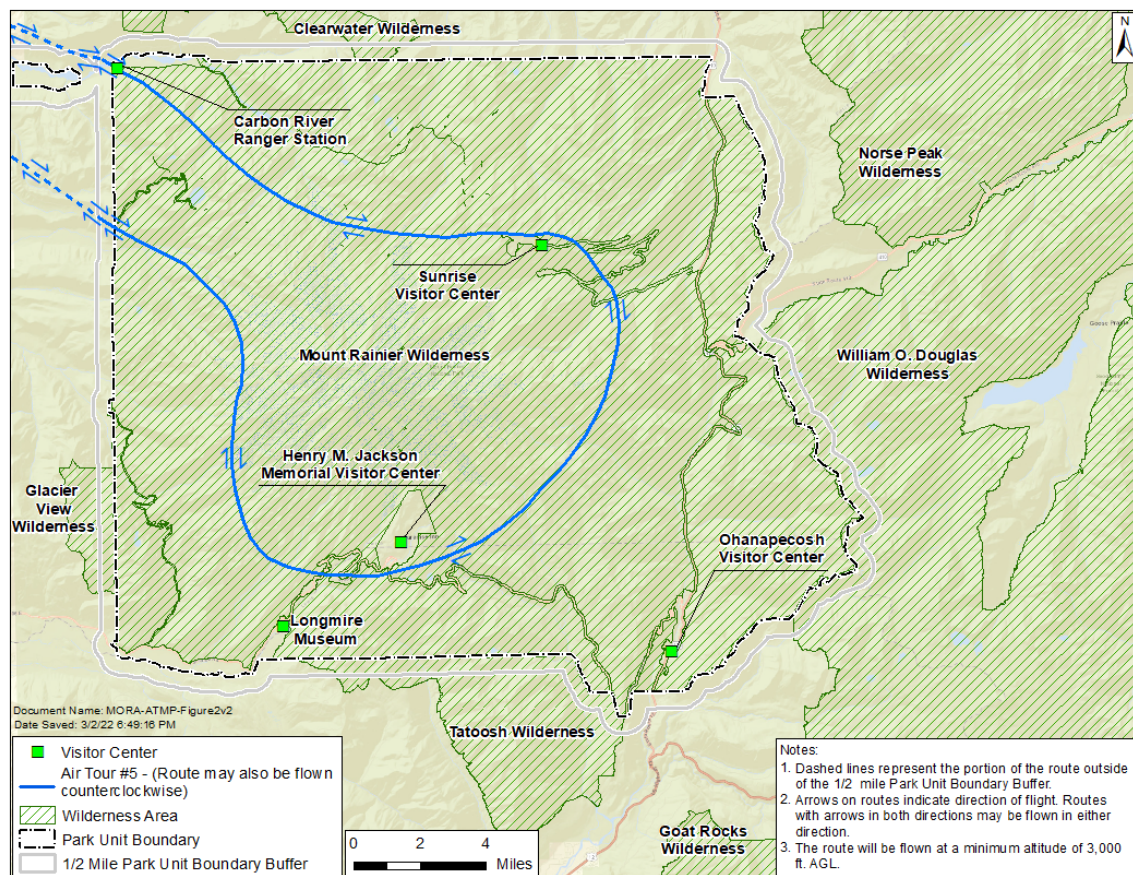 Clearwater Wilderness
N
Carbon River
Ranger Station
Norse Peak
Wilderness
Sunrise
Visitor Center
Mount Rainier Wilderness
William O. Douglas
Wilderness
Henry M. Jackson
Memorial Visitor Center
Glacier
View
Wilderness
Ohanapecosh
Visitor Center
Longmire
Museum
Tatoosh Wilderness
Goat Rocks
Wilderness
Document Name: MORA-ATMP-Figure2v2
Date Saved: 3/2/22 6:49:16 PM
Visitor Center
Air Tour #5 - (Route may also be flown
counterclockwise)
Wilderness Area
Park Unit Boundary
1/2 Mile Park Unit Boundary Buffer
0 2 4
Miles
Notes:
1. Dashed lines represent the portion of the route outside
of the 1/2 mile Park Unit Boundary Buffer.
2. Arrows on routes indicate direction of flight. Routes
with arrows in both directions may be flown in either
direction.
3. The route will be flown at a minimum altitude of 3,000
ft. AGL.